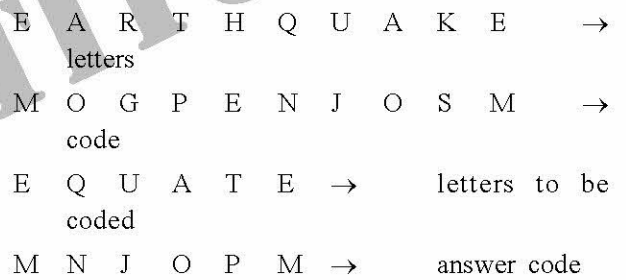 E A R T H Q U A K E →
letters
M O G P E N J O S M →
code
E Q U A T E → letters to be
coded
M N J O P M → answer code